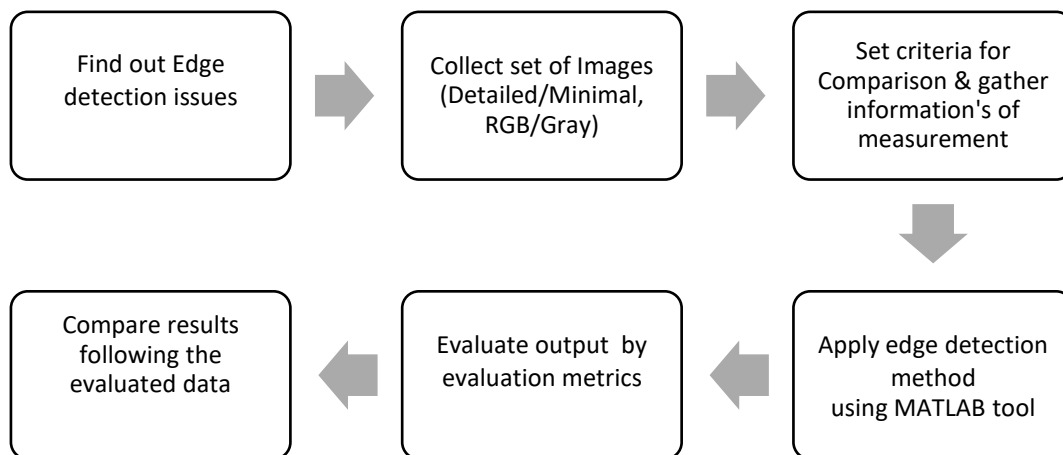 Find out Edge
detection issues
Collect set of Images
(Detailed/Minimal,
RGB/Gray)
Set criteria for
Comparison & gather
information's of
measurement
Apply edge detection
method
using MATLAB tool
Evaluate output  by
evaluation metrics
Compare results
following the
evaluated data